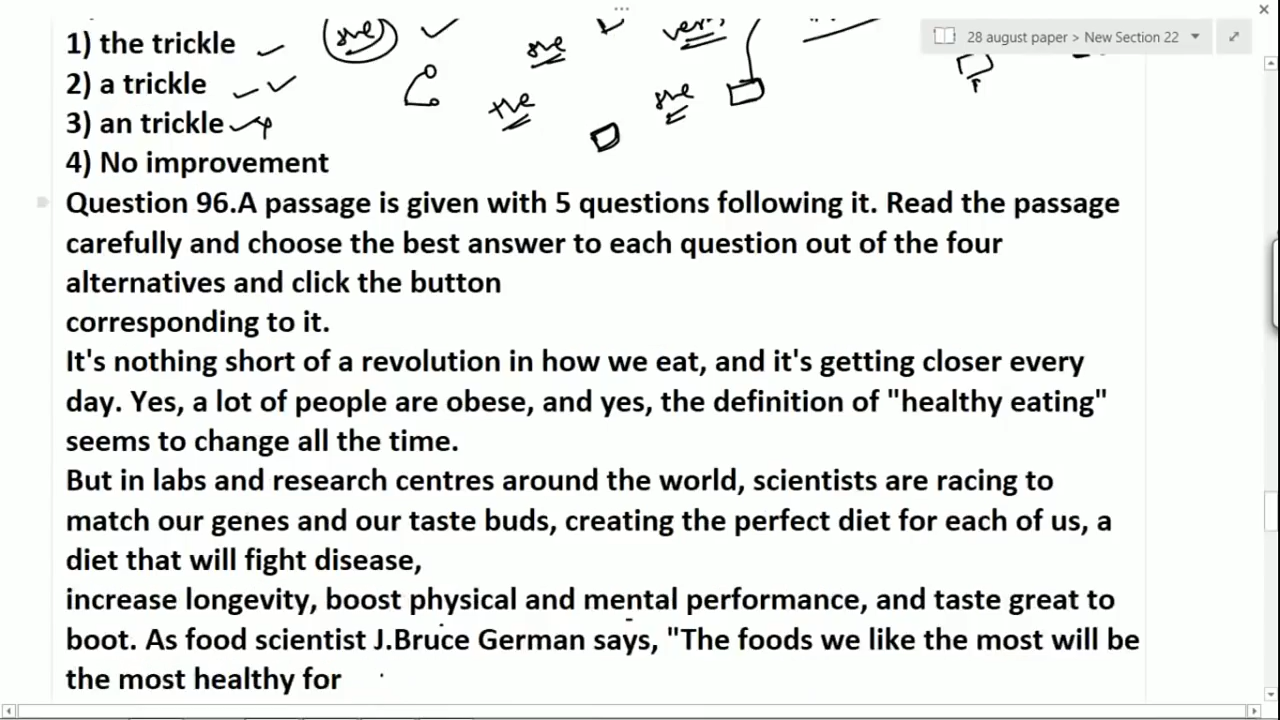 28 august paper > New Section 22
1) the trickle
2) a trickle
3) an trickle
4) No improvement
Question 96.A passage is given with 5 questions following it. Read the passage
carefully and choose the best answer to each question out of the four
alternatives and click the button
corresponding to it.
It's nothing short of a revolution in how we eat, and it's getting closer every
day. Yes, a lot of people are obese, and yes, the definition of "healthy eating"
seems to change all the time.
But in labs and research centres around the world, scientists are racing to
match our genes and our taste buds, creating the perfect diet for each of us, a
diet that will fight disease,
increase longevity, boost physical and mental performance, and taste great to
boot. As food scientist J.Bruce German says, "The foods we like the most will be
the most healthy for